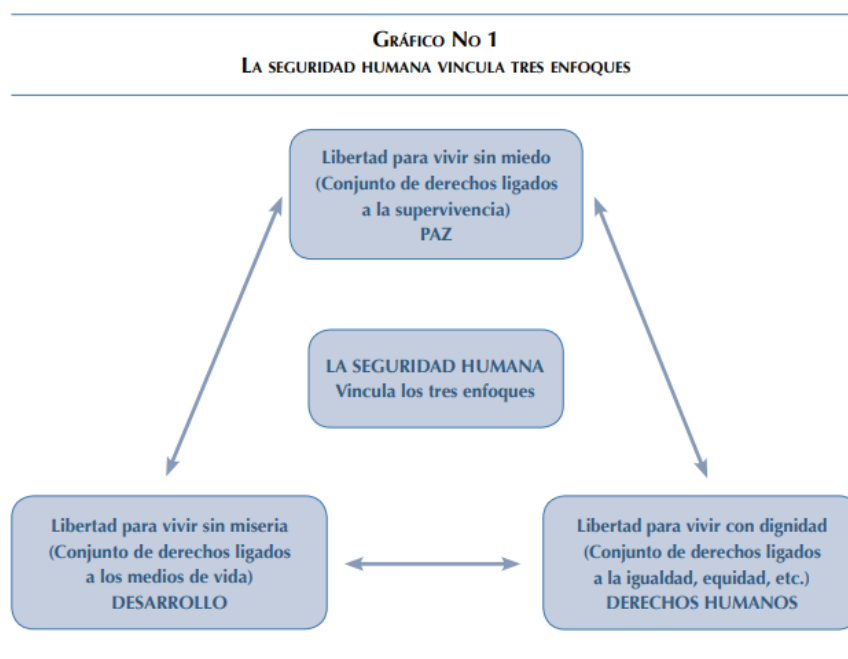 GRÁFICO NO 1
LA SEGURIDAD HUMANA VINCULA TRES ENFOQUES
Libertad para vivir sin miedo
(Conjunto de derechos ligados
a la supervivencia)
PAZ
LA SEGURIDAD HUMANA
Vincula los tres enfoques
Libertad para vivir sin miseria
(Conjunto de derechos ligados
a los medios de vida)
DESARROLLO
Libertad para vivir con dignidad
(Conjunto de derechos ligados
a la igualdad, equidad, etc.)
DERECHOS HUMANOS